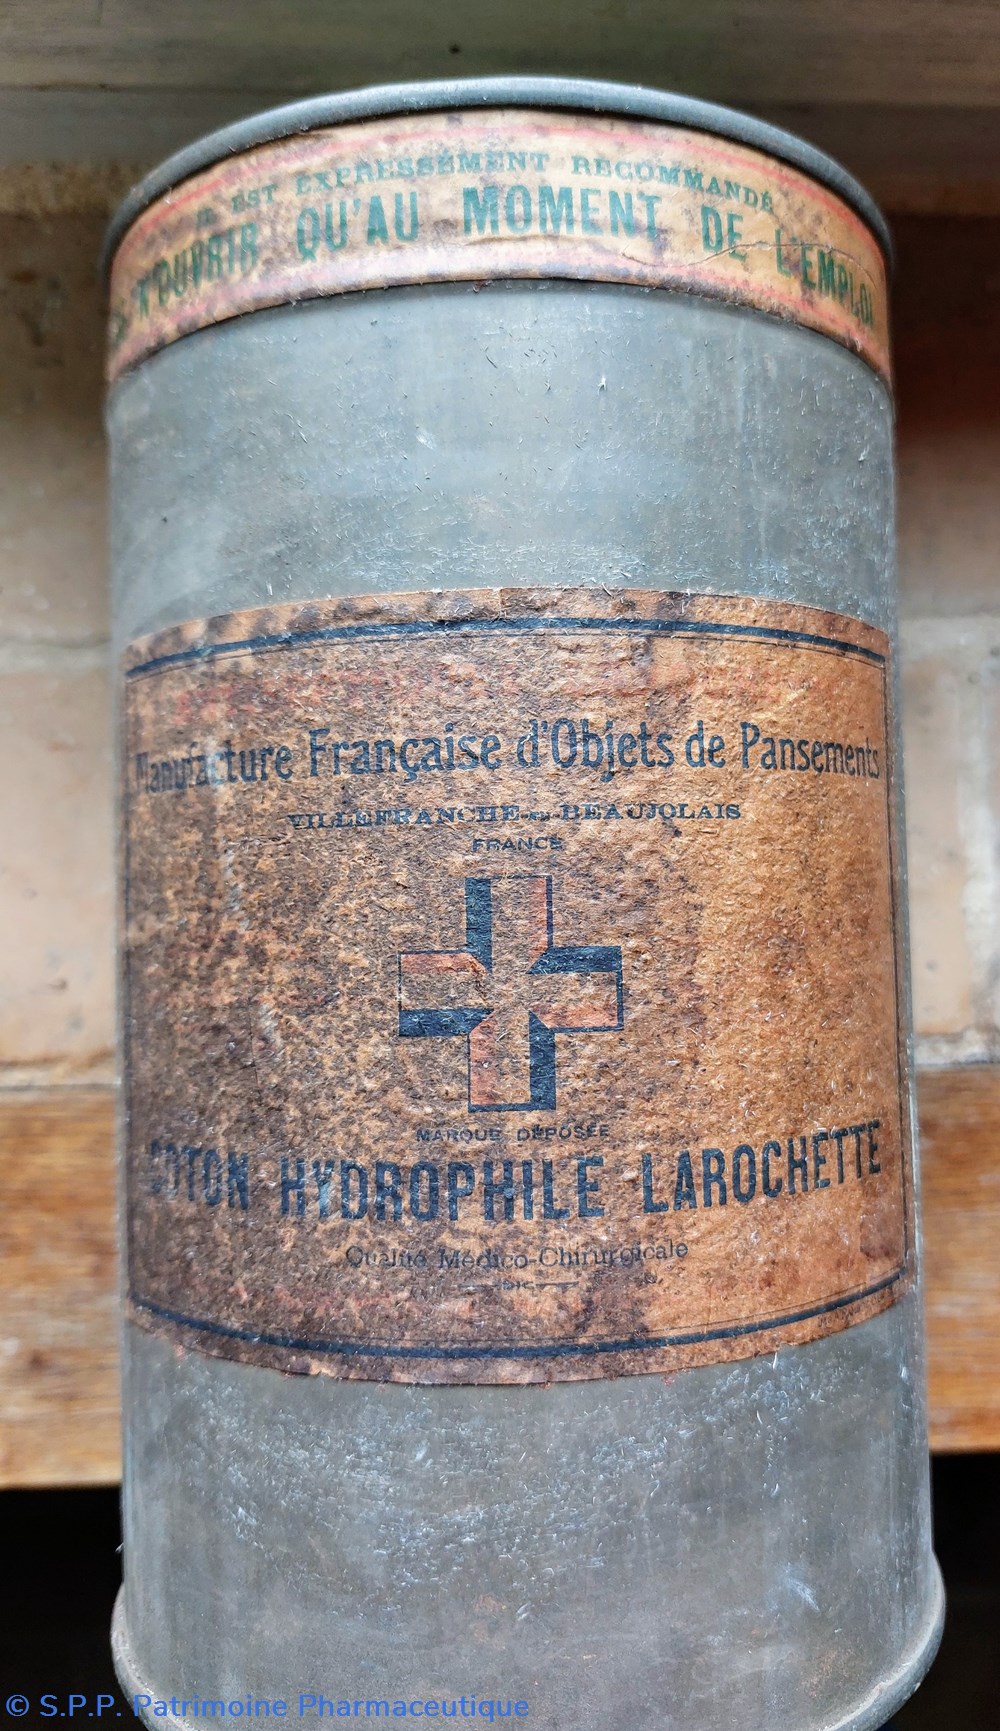 IL EST EXPRESSÉMENT RECOMMANDÉ
N'OUVRIR QU'AU MOMENT DE L'EMPLOI
Manufacture Française d'Objets de Pansements
VILLEFRANCHE-EN-BEAUJOLAIS
FRANCE
MARQUE DÉPOSÉE
COTON HYDROPHILE LAROCHETTE
Qualité Médico-Chirurgicale
© S.P.P. Patrimoine Pharmaceutique